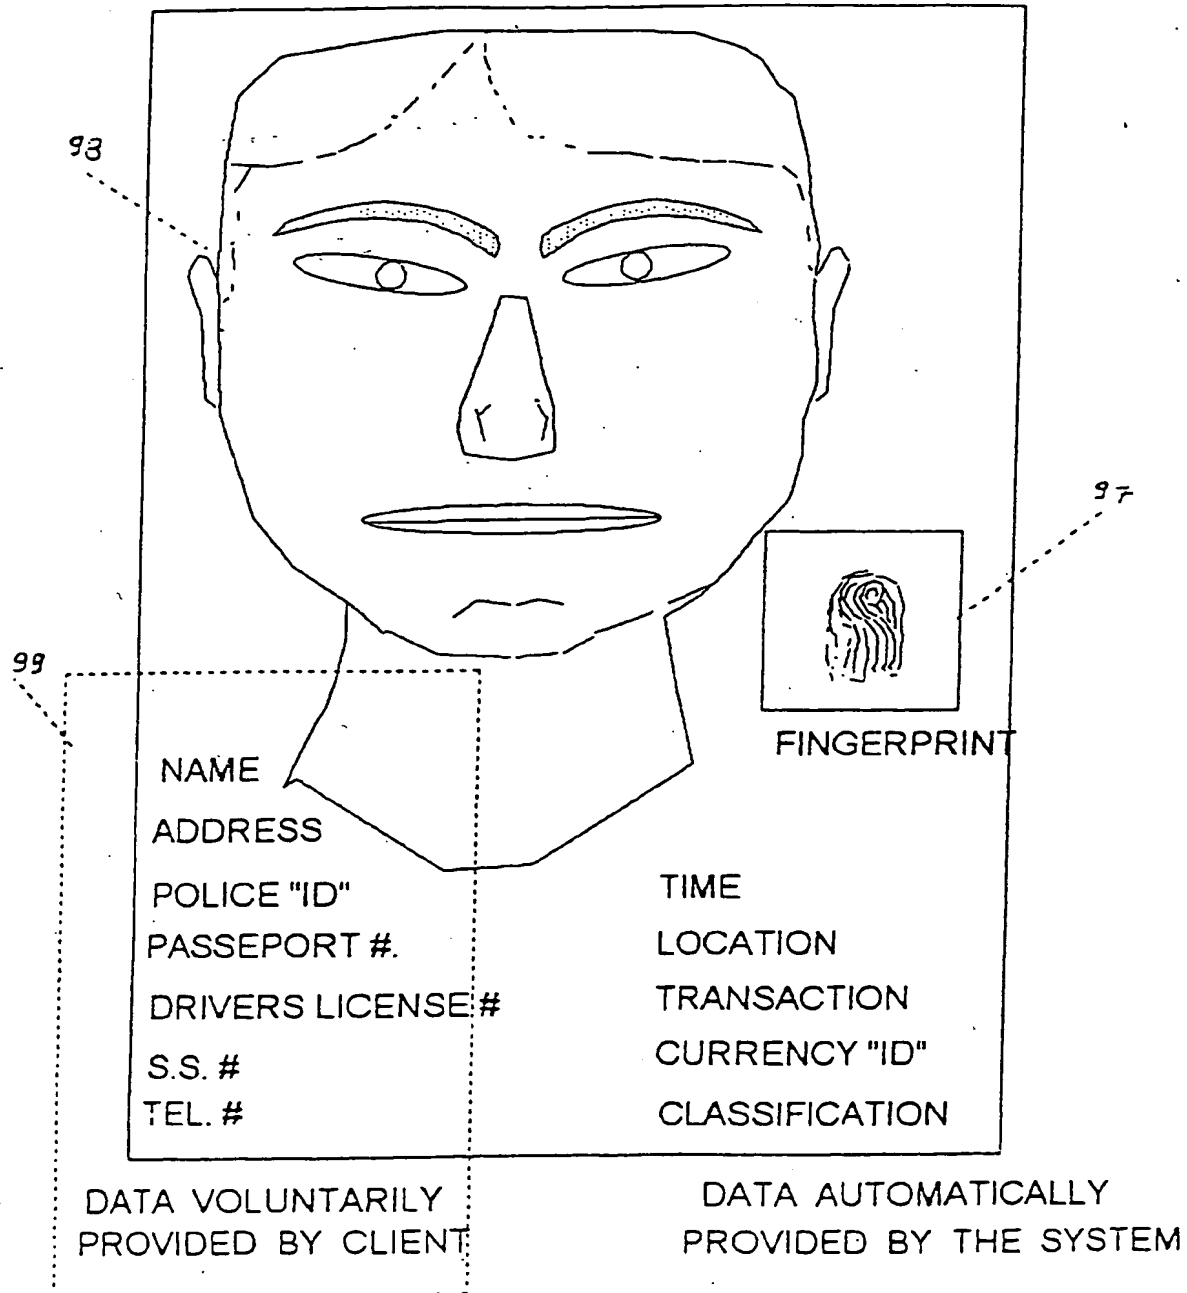 93
97
99
FINGERPRINT
NAME
ADDRESS
POLICE "ID"
PASSEPORT #.
DRIVERS LICENSE #
S.S. #
TEL. #
TIME
LOCATION
TRANSACTION
CURRENCY "ID"
CLASSIFICATION
DATA VOLUNTARILY
PROVIDED BY CLIENT
DATA AUTOMATICALLY
PROVIDED BY THE SYSTEM